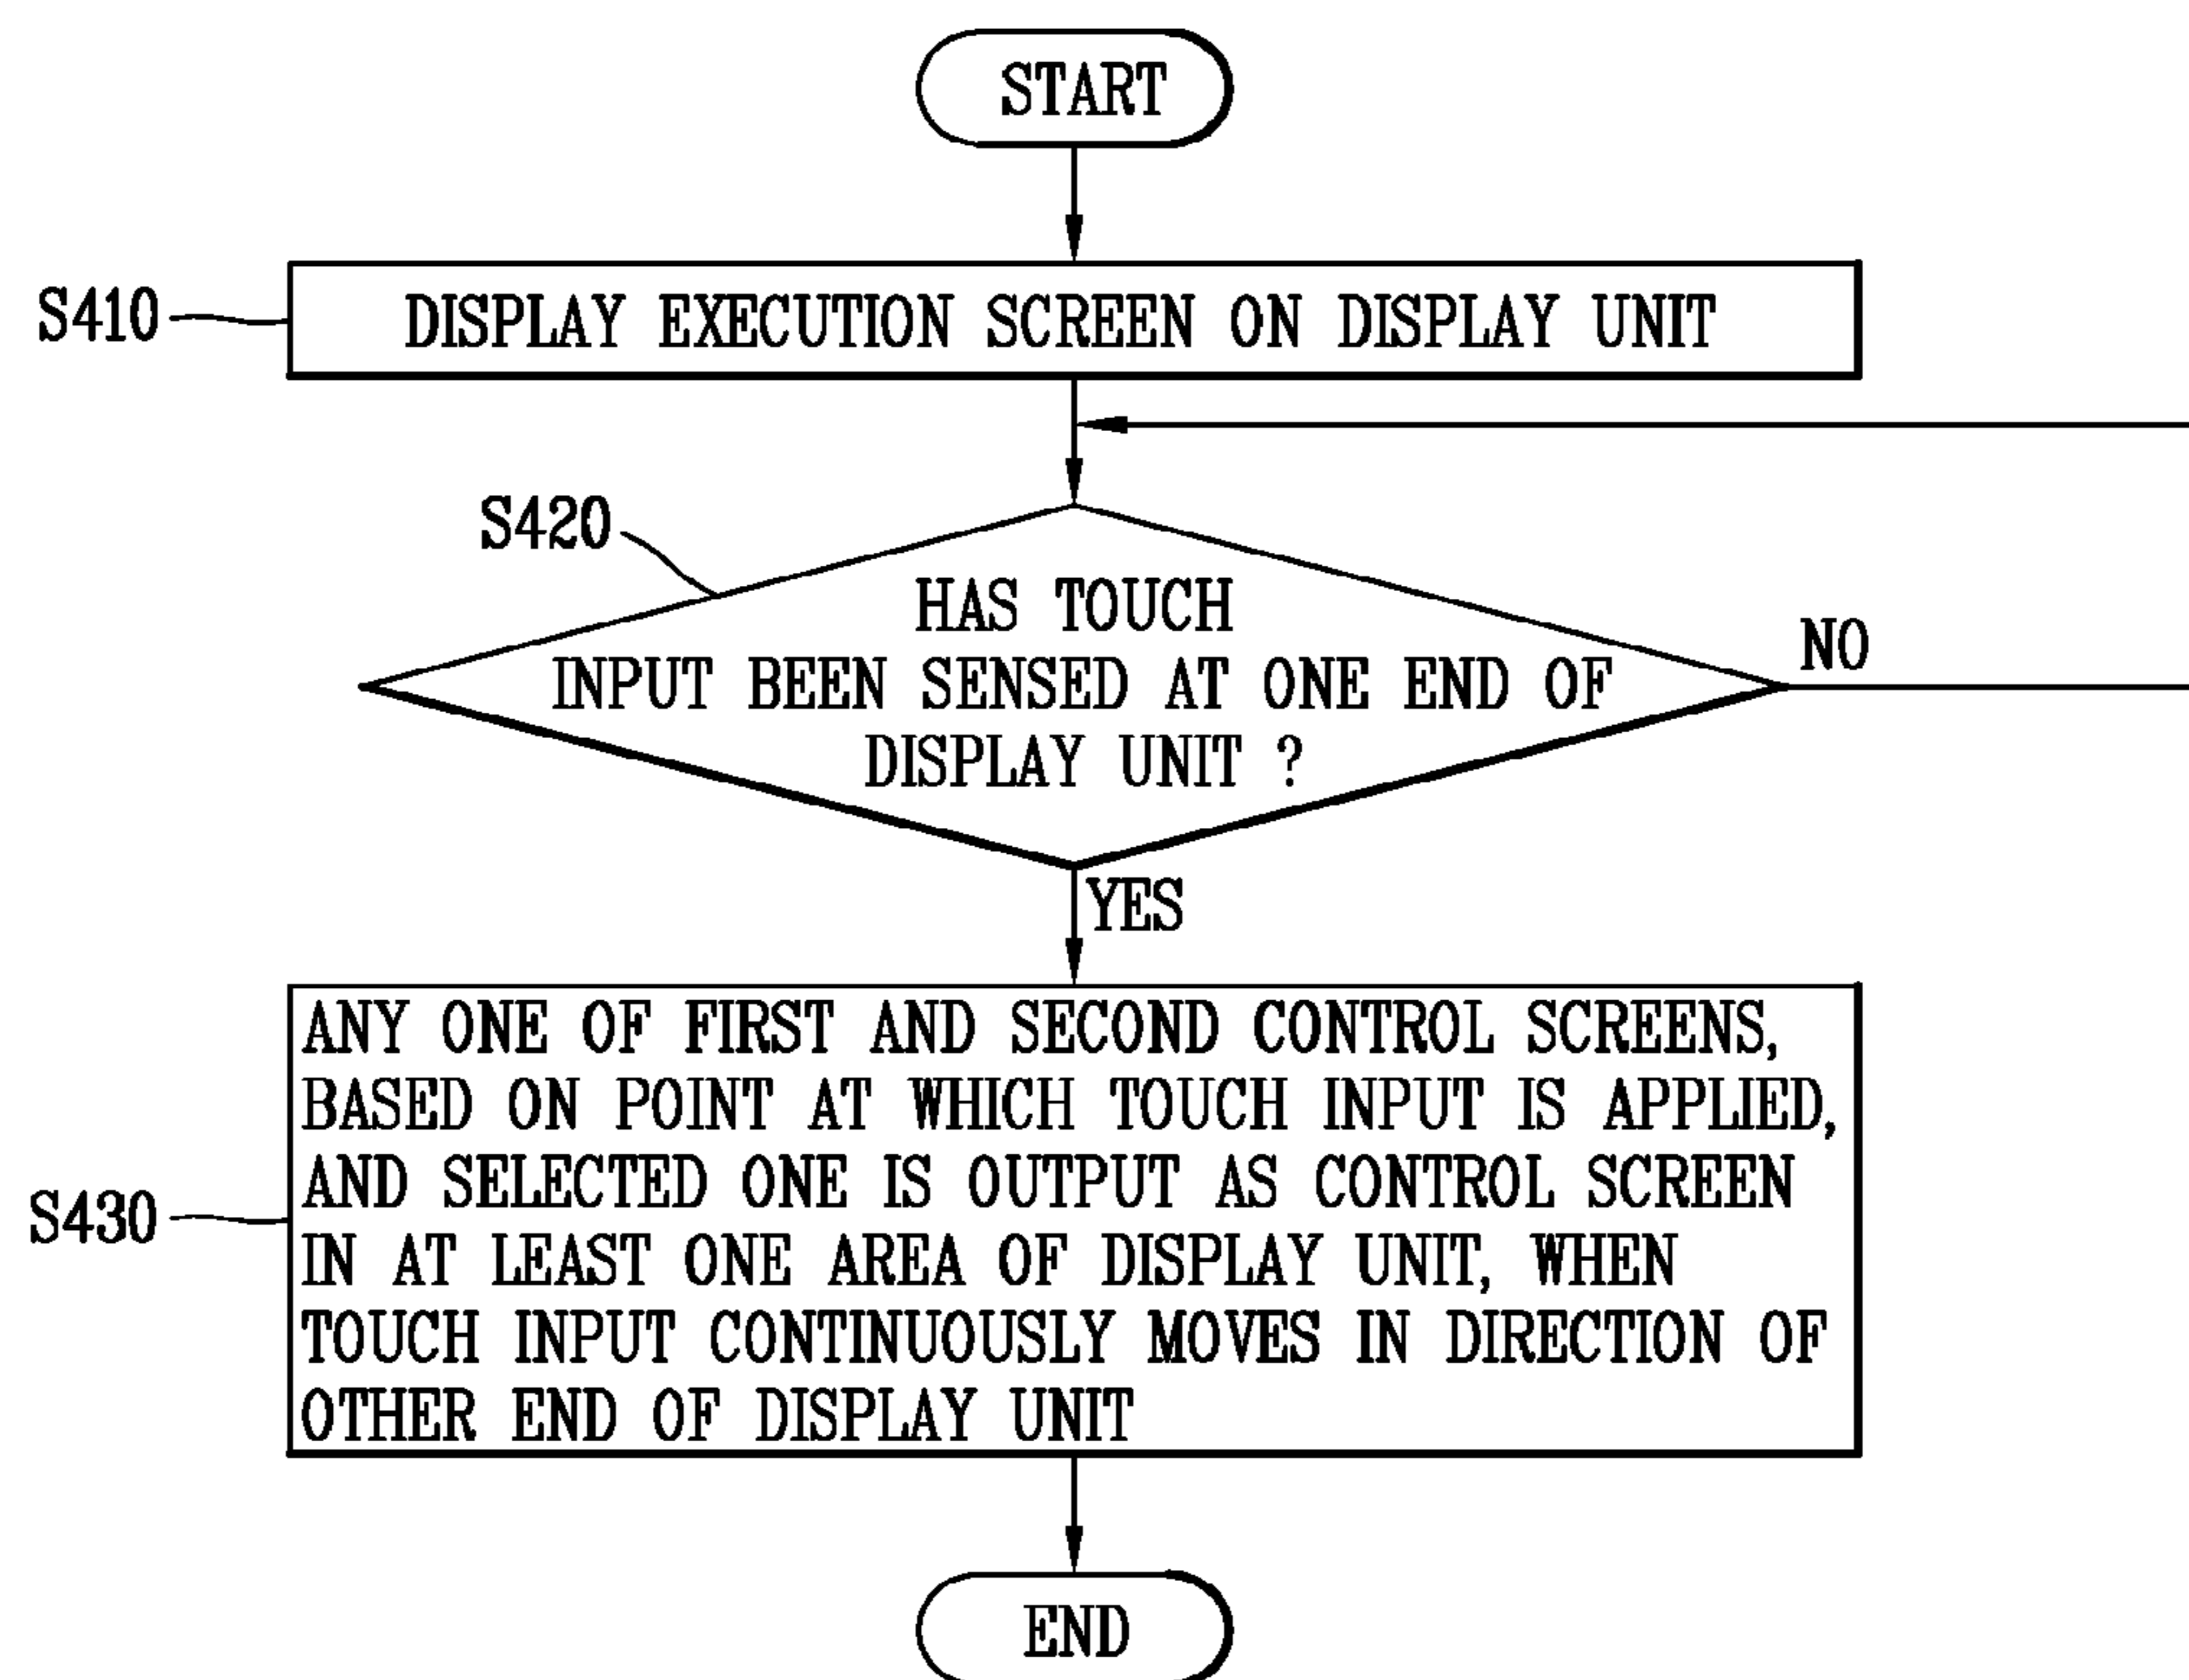 START
S410
DISPLAY EXECUTION SCREEN ON DISPLAY UNIT
S420
HAS TOUCH
INPUT BEEN SENSED AT ONE END OF
DISPLAY UNIT ?
NO
YES
S430
ANY ONE OF FIRST AND SECOND CONTROL SCREENS,
BASED ON POINT AT WHICH TOUCH INPUT IS APPLIED,
AND SELECTED ONE IS OUTPUT AS CONTROL SCREEN
IN AT LEAST ONE AREA OF DISPLAY UNIT, WHEN
TOUCH INPUT CONTINUOUSLY MOVES IN DIRECTION OF
OTHER END OF DISPLAY UNIT
END